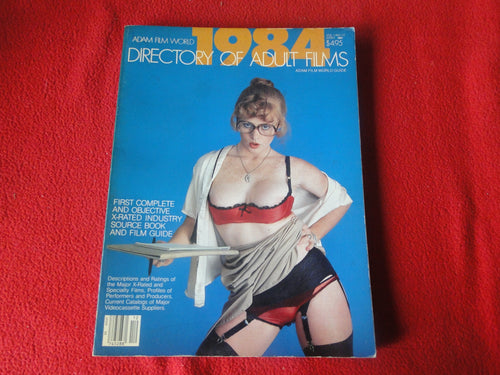 ADAM FILM WORLD
1984
$4.95
DIRECTORY OF ADULT FILMS
ADAM FILM WORLD GUIDE
FIRST COMPLETE
AND OBJECTIVE
X-RATED INDUSTRY
SOURCE BOOK
AND FILM GUIDE
Descriptions and Ratings of
the Major X-Rated and
Specialty Films, Profiles of
Performers and Producers,
Current Catalogs of Major
Videocassette Suppliers.